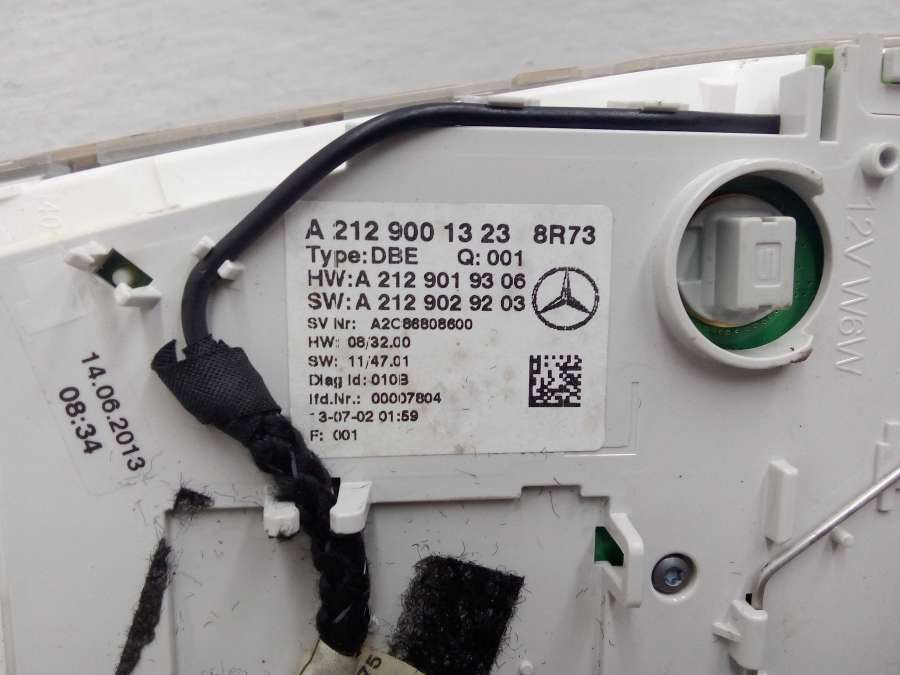 A 212 900 13 23 8R73
Type: DBE Q: 001
HW: A 212 901 93 06
SW: A 212 902 92 03
SV Nr: A2C86808600
HW: 08/32.00
SW: 11/47.01
Diag Id: 010B
lfd.Nr.: 00007804
13-07-02 01:59
F: 001
14.06.2013
08:34
12V W6W
40
75